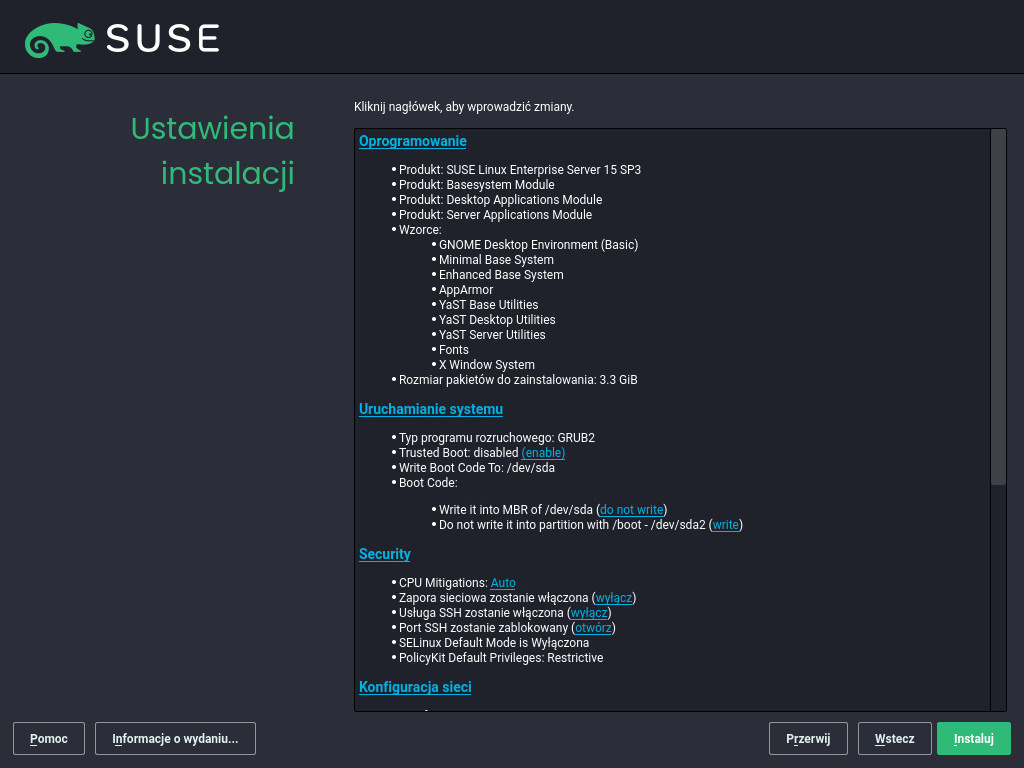 SUSE
Ustawienia
instalacji
Kliknij nagłówek, aby wprowadzić zmiany.
Oprogramowanie
• Produkt: SUSE Linux Enterprise Server 15 SP3
• Produkt: Basesystem Module
• Produkt: Desktop Applications Module
• Produkt: Server Applications Module
• Wzorce:
• GNOME Desktop Environment (Basic)
• Minimal Base System
• Enhanced Base System
• AppArmor
• YaST Base Utilities
• YaST Desktop Utilities
• YaST Server Utilities
• Fonts
• X Window System
• Rozmiar pakietów do zainstalowania: 3.3 GiB
Uruchamianie systemu
• Typ programu rozruchowego: GRUB2
• Trusted Boot: disabled (enable)
• Write Boot Code To: /dev/sda
• Boot Code:
• Write it into MBR of /dev/sda (do not write)
• Do not write it into partition with /boot - /dev/sda2 (write)
Security
• CPU Mitigations: Auto
• Zapora sieciowa zostanie włączona (wyłącz)
• Usługa SSH zostanie włączona (wyłącz)
• Port SSH zostanie zablokowany (otwórz)
• SELinux Default Mode is Wyłączona
• PolicyKit Default Privileges: Restrictive
Konfiguracja sieci
Pomoc
Informacje o wydaniu...
Przerwij
Wstecz
Instaluj